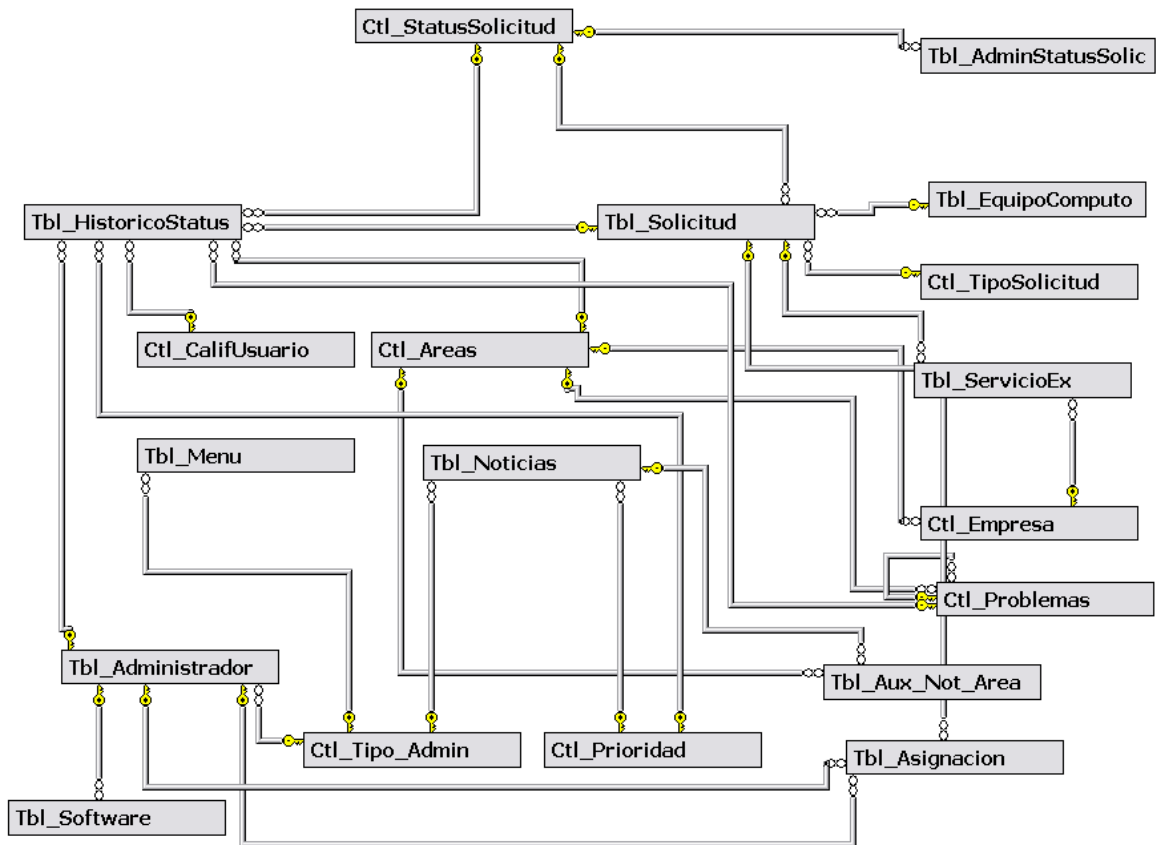 Ctl_StatusSolicitud
Tbl_AdminStatusSolic
Tbl_EquipoComputo
Tbl_HistoricoStatus
Tbl_Solicitud
Ctl_TipoSolicitud
Ctl_CalifUsuario
Ctl_Areas
Tbl_ServicioEx
Tbl_Menu
Tbl_Noticias
Ctl_Empresa
Ctl_Problemas
Tbl_Administrador
Tbl_Aux_Not_Area
Ctl_Tipo_Admin
Ctl_Prioridad
Tbl_Asignacion
Tbl_Software